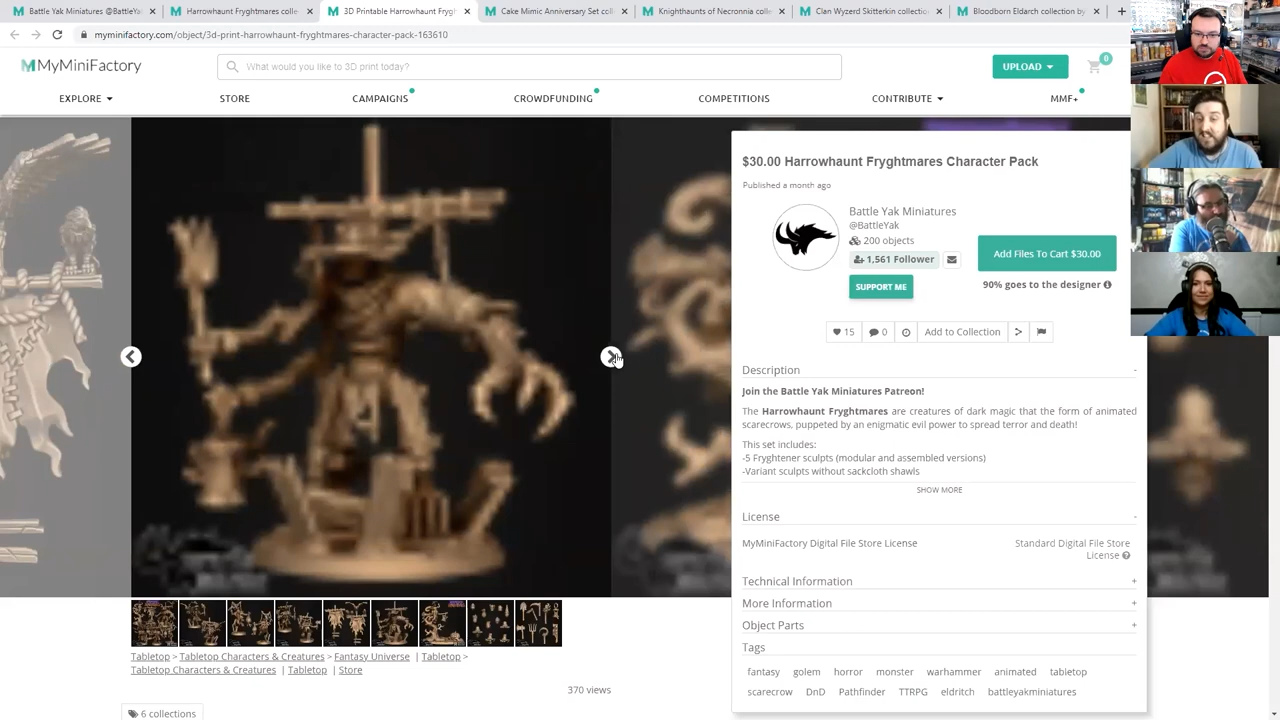 Battle Yak Miniatures @BattleYa
Harrowhaunt Fryghtmares colle
3D Printable Harrowhaunt Frygh
Cake Mimic Anniversary Set col
Knighthaunts of Necronnia colle
Clan Wyzerd Skitterkin collectio
Bloodstein Eldarch collection by
myminifactory.com/object/3d-print-harrowhaunt-fryghtmares-character-pack-163610
MyMiniFactory
What would you like to 3D print today?
UPLOAD
0
EXPLORE
STORE
CAMPAIGNS
CROWDFUNDING
COMPETITIONS
CONTRIBUTE
MMF+
$30.00 Harrowhaunt Fryghtmares Character Pack
Published a month ago
Battle Yak Miniatures
@BattleYak
200 objects
1,561 Follower
SUPPORT ME
Add Files To Cart $30.00
90% goes to the designer
15
0
Add to Collection
Description
-
Join the Battle Yak Miniatures Patreon!
The Harrowhaunt Fryghtmares are creatures of dark magic that the form of animated
scarecrows, puppeted by an enigmatic evil power to spread terror and death!
This set includes:
-5 Fryghtener sculpts (modular and assembled versions)
-Variant sculpts without sackcloth shawls
SHOW MORE
License
-
MyMiniFactory Digital File Store License
Standard Digital File Store
License
Technical Information
+
More Information
+
Object Parts
+
Tags
fantasy golem horror monster warhammer animated tabletop
scarecrow DnD Pathfinder TTRPG eldritch battleyakminiatures
Tabletop > Tabletop Characters & Creatures > Fantasy Universe | Tabletop >
Tabletop Characters & Creatures | Tabletop | Store
370 views
6 collections